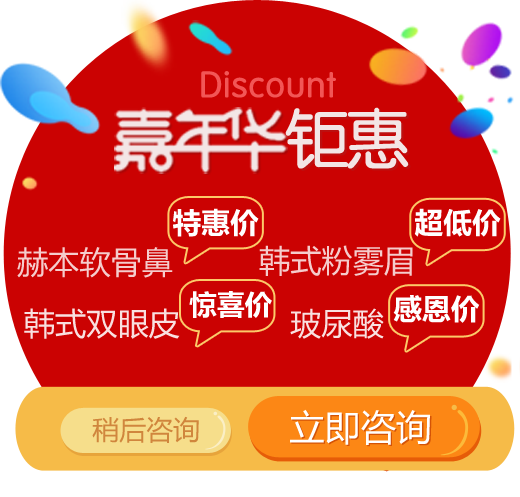 Discount
嘉年华钜惠
特惠价 超低价
赫本软骨鼻 韩式粉雾眉
惊喜价 感恩价
韩式双眼皮 玻尿酸
稍后咨询 立即咨询